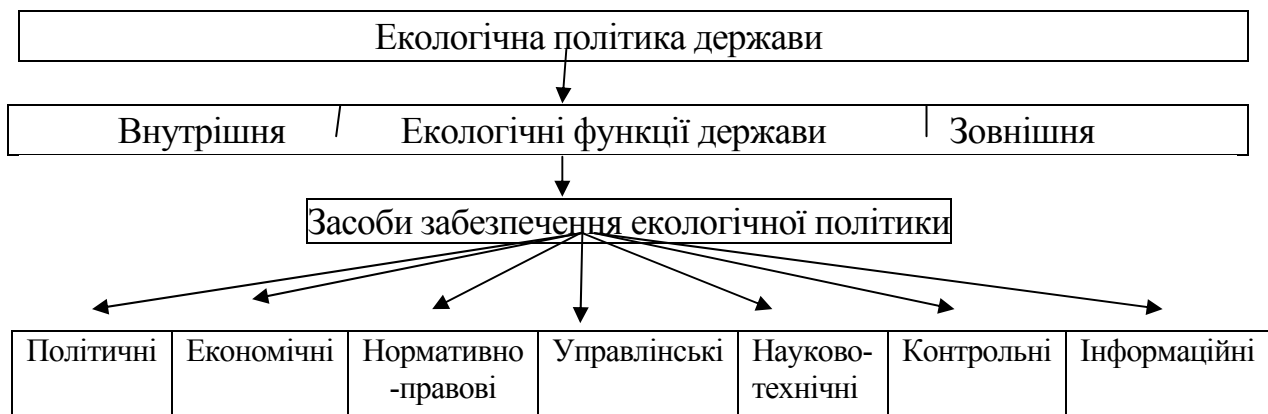 Екологічна політика держави
Внутрішня Екологічні функції держави Зовнішня
Засоби забезпечення екологічної політики
Політичні Економічні Нормативно Управлінські Науково- Контрольні Інформаційні
-правові технічні